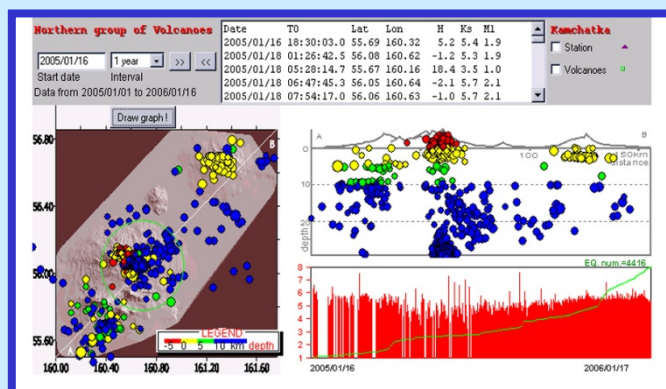 Northern group of Volcanoes
2005/01/16 1 year >> <<
Start date Interval
Data from 2005/01/01 to 2006/01/16
Draw graph !
Date T0 Lat Lon H Ks Ml
2005/01/16 18:30:03.0 55.69 160.32 5.2 5.4 1.9
2005/01/18 01:26:42.5 56.08 160.62 -1.2 5.3 1.9
2005/01/18 05:28:14.7 55.67 160.16 18.4 3.5 1.0
2005/01/18 06:47:45.3 56.05 160.64 -2.1 5.7 2.1
2005/01/18 07:54:17.0 56.06 160.63 -1.0 5.7 2.1
Kamchatka
Station
Volcanoes
56.80
56.40
56.00
55.60
B
A
LEGEND
-5 0 5 10 km depth
160.00 160.40 160.80 161.20 161.60
A B
0
10
20
depth
100 150km
distance
EQ. num.=4416
8
7
6
5
4
3
2
1
2005/01/16 2006/01/17